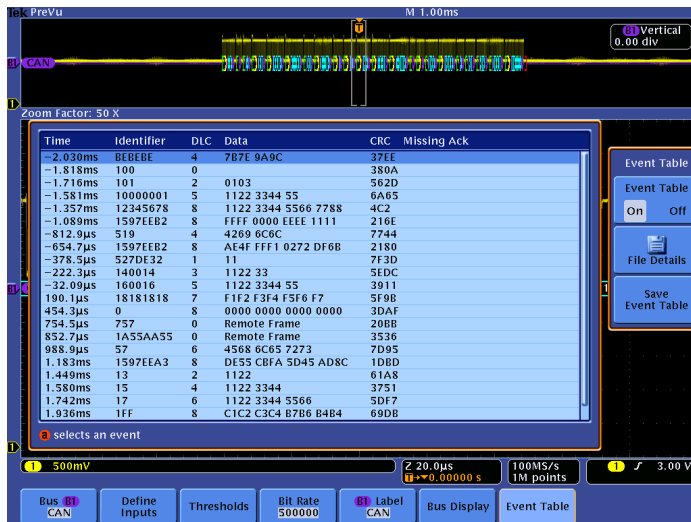 Tek PreVu M 1.00ms
B1 Vertical
0.00 div
B1 CAN
T
1
Zoom Factor: 50 X
Time Identifier DLC Data CRC Missing Ack
−2.030ms BEBEBE 4 7B7E 9A9C 37EE
−1.818ms 100 0 380A
−1.716ms 101 2 0103 562D
−1.581ms 10000001 5 1122 3344 55 6A65
−1.357ms 12345678 8 1122 3344 5566 7788 4C2
−1.089ms 1597EEB2 8 FFFF 0000 EEEE 1111 216E
−812.9µs 519 4 4269 6C6C 7744
−654.7µs 1597EEB2 8 AE4F FFF1 0272 DF6B 2180
−378.5µs 527DE32 1 11 7F3D
−222.3µs 140014 3 1122 33 5EDC
−32.09µs 160016 5 1122 3344 55 3911
190.1µs 18181818 7 F1F2 F3F4 F5F6 F7 5F9B
454.3µs 0 8 0000 0000 0000 0000 3DAF
754.5µs 757 0 Remote Frame 20BB
852.7µs 1A55AA55 0 Remote Frame 3536
988.9µs 57 6 4568 6C65 7273 7D95
1.183ms 1597EEA3 8 DE55 CBFA 5D45 AD8C 1DBD
1.449ms 13 2 1122 61A8
1.580ms 15 4 1122 3344 3751
1.742ms 17 6 1122 3344 5566 5DF7
1.936ms 1FF 8 C1C2 C3C4 B7B6 B4B4 69DB
a selects an event
Event Table
Event Table
On Off
File Details
Save
Event Table
B1
1
1 500mV
Z 20.0µs
T→▼0.00000 s
100MS/s
1M points
1 ʃ 3.00 V
Bus B1
CAN
Define
Inputs
Thresholds
Bit Rate
500000
B1 Label
CAN
Bus Display
Event Table